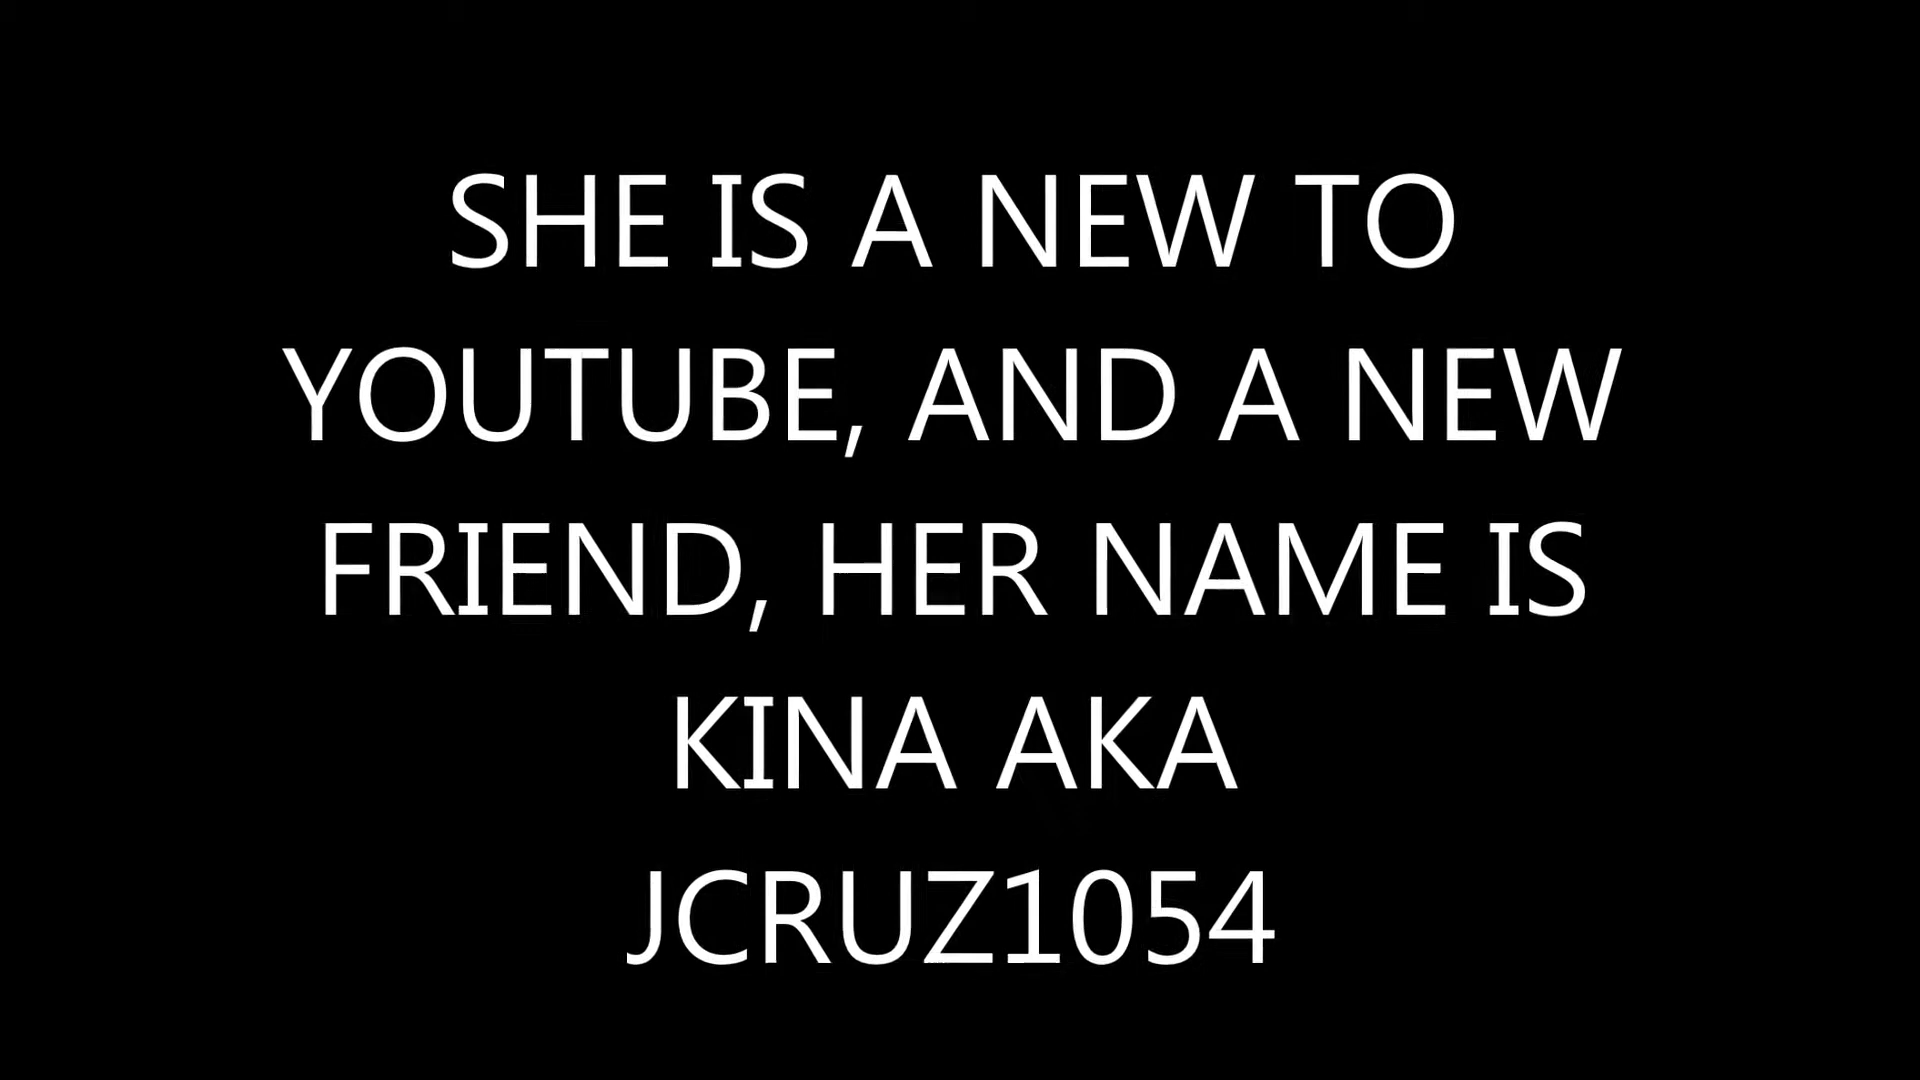 SHE IS A NEW TO
YOUTUBE, AND A NEW
FRIEND, HER NAME IS
KINA AKA
JCRUZ1054